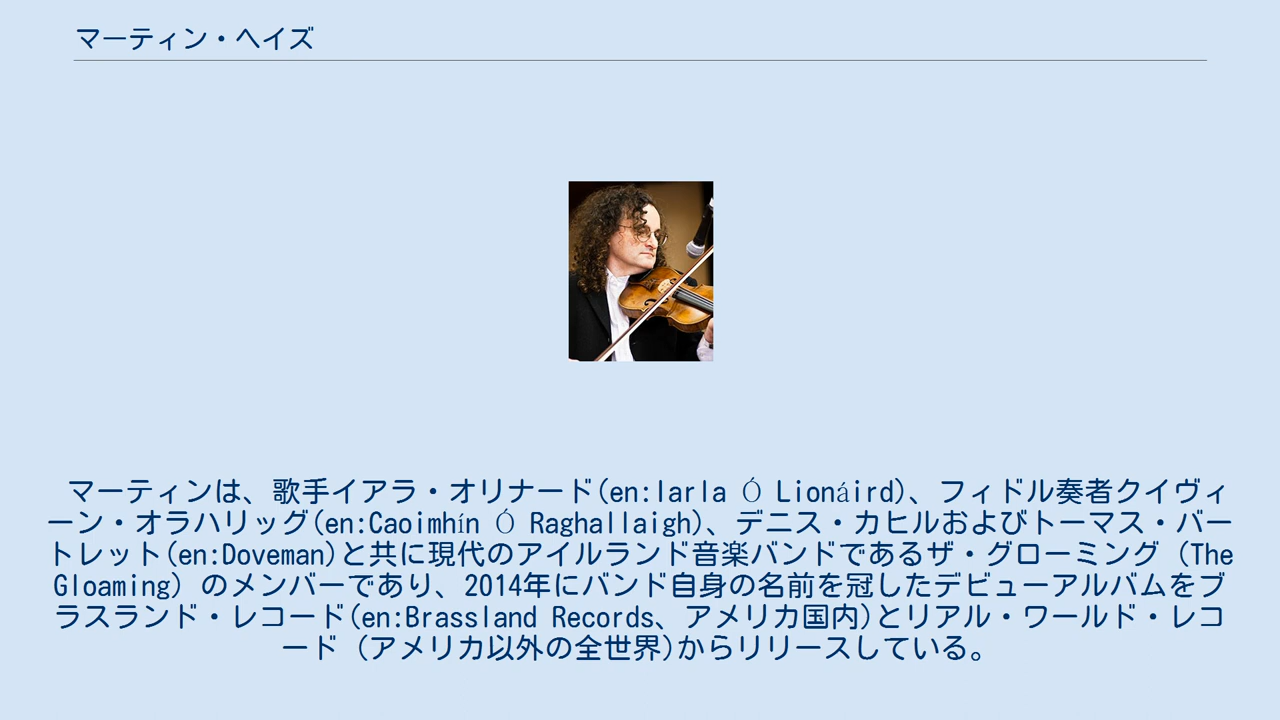 マーティン・ヘイズ
マーティンは、歌手イアラ・オリナード(en:Iarla Ó Lionáird)、フィドル奏者クイヴィ
ーン・オラハリッグ(en:Caoimhín Ó Raghallaigh)、デニス・カヒルおよびトーマス・バー
トレット(en:Doveman)と共に現代のアイルランド音楽バンドであるザ・グローミング（The
Gloaming）のメンバーであり、2014年にバンド自身の名前を冠したデビューアルバムをブ
ラスランド・レコード(en:Brassland Records、アメリカ国内)とリアル・ワールド・レコ
ード（アメリカ以外の全世界)からリリースしている。